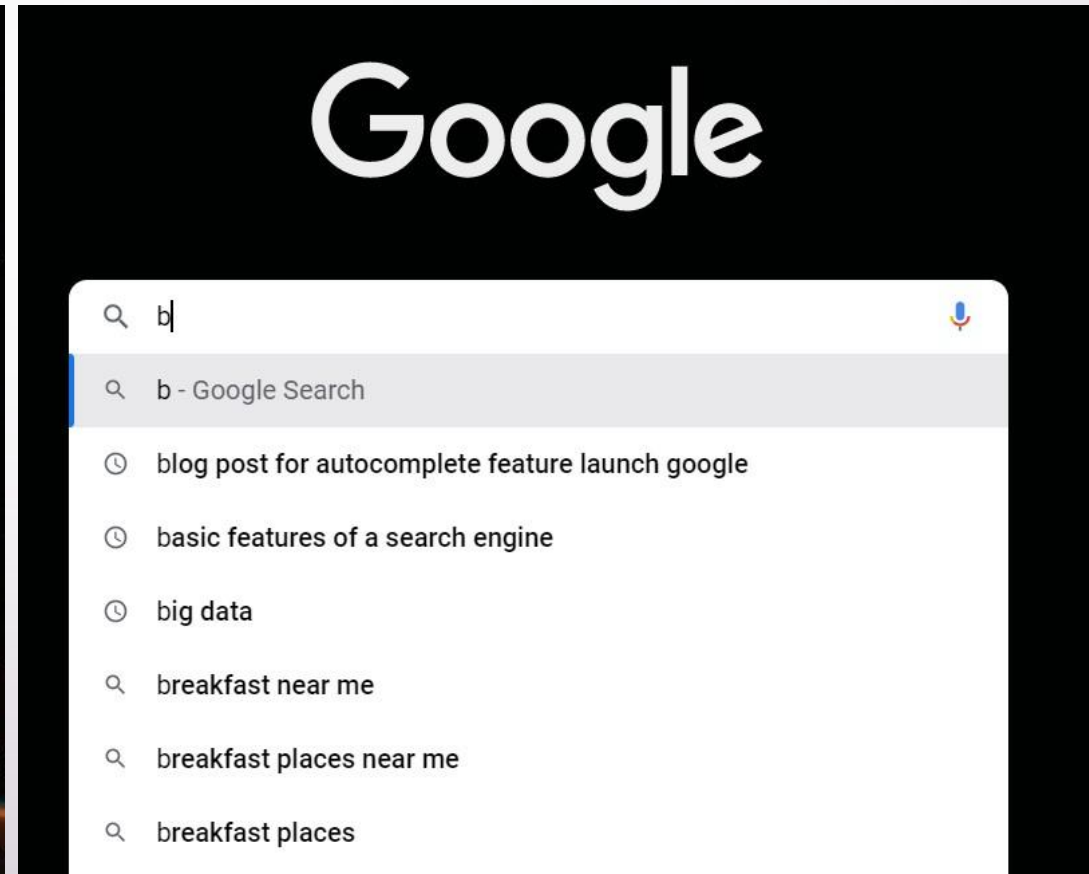 Google
b
b - Google Search
blog post for autocomplete feature launch google
basic features of a search engine
big data
breakfast near me
breakfast places near me
breakfast places